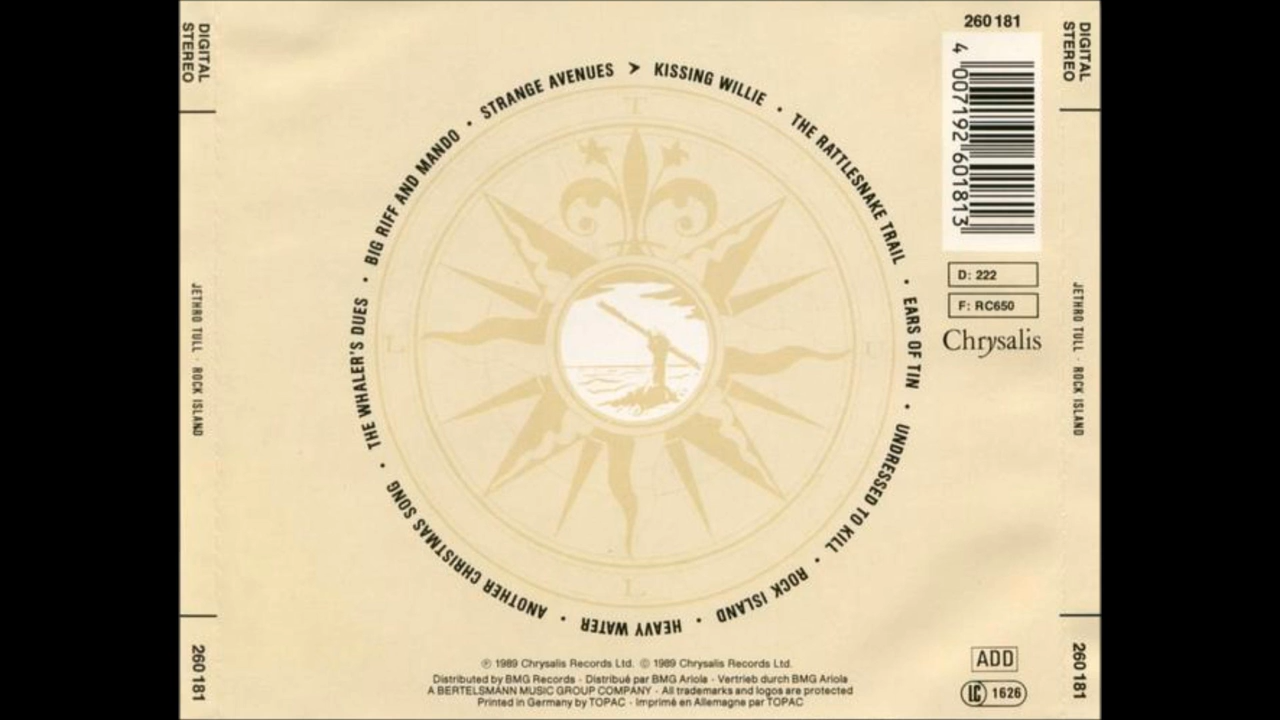 DIGITAL
STEREO
JETHRO TULL · ROCK ISLAND
260 181
> KISSING WILLIE · THE RATTLESNAKE TRAIL · EARS OF TIN · UNDRESSED TO KILL · ROCK ISLAND · HEAVY WATER · ANOTHER CHRISTMAS SONG · THE WHALER'S DUES · BIG RIFF AND MANDO · STRANGE AVENUES
T
L
L
℗ 1989 Chrysalis Records Ltd. © 1989 Chrysalis Records Ltd.
Distributed by BMG Records · Distribué par BMG Ariola · Vertrieb durch BMG Ariola
A BERTELSMANN MUSIC GROUP COMPANY · All trademarks and logos are protected
Printed in Germany by TOPAC · Imprimé en Allemagne par TOPAC
260 181
4 007192 601813
D: 222
F: RC650
Chrysalis
ADD
LC 1626
DIGITAL
STEREO
JETHRO TULL · ROCK ISLAND
260 181